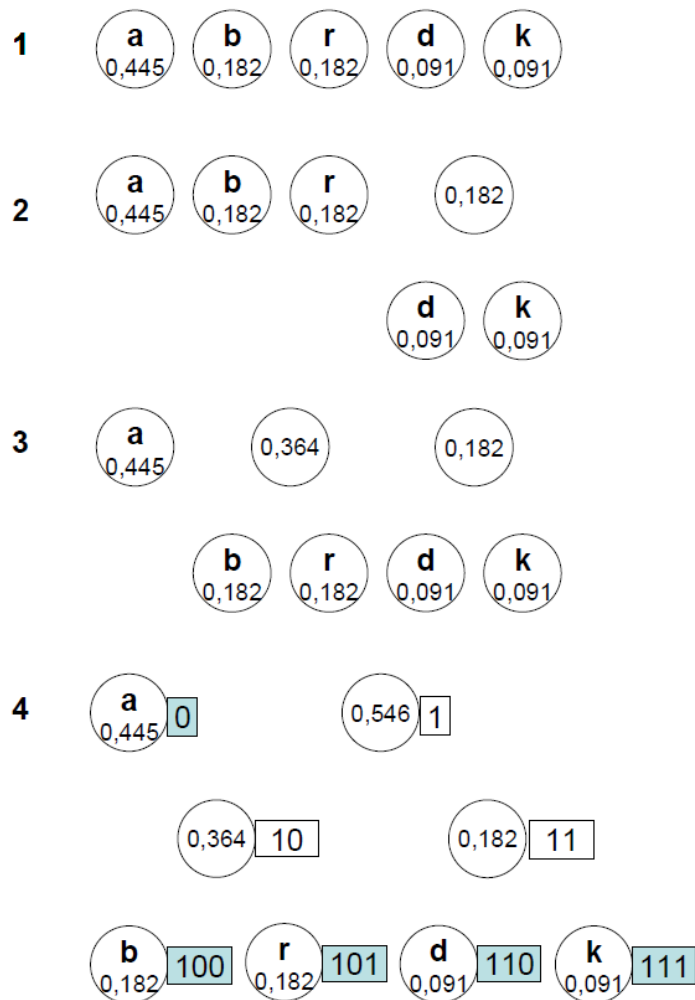 1 a b r d k
0,445 0,182 0,182 0,091 0,091
2 a b r
0,445 0,182 0,182 0,182
d k
0,091 0,091
3 a
0,445 0,364 0,182
b r d k
0,182 0,182 0,091 0,091
4 a
0,445 0 0,546 1
0,364 10 0,182 11
b r d k
0,182 100 0,182 101 0,091 110 0,091 111